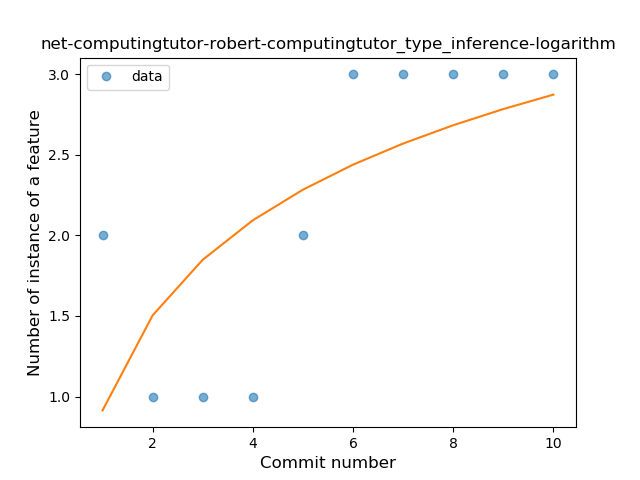 net-computingtutor-robert-computingtutor_type_inference-logarithm
data
Number of instance of a feature
3.0
2.5
2.0
1.5
1.0
2
4
6
8
10
Commit number